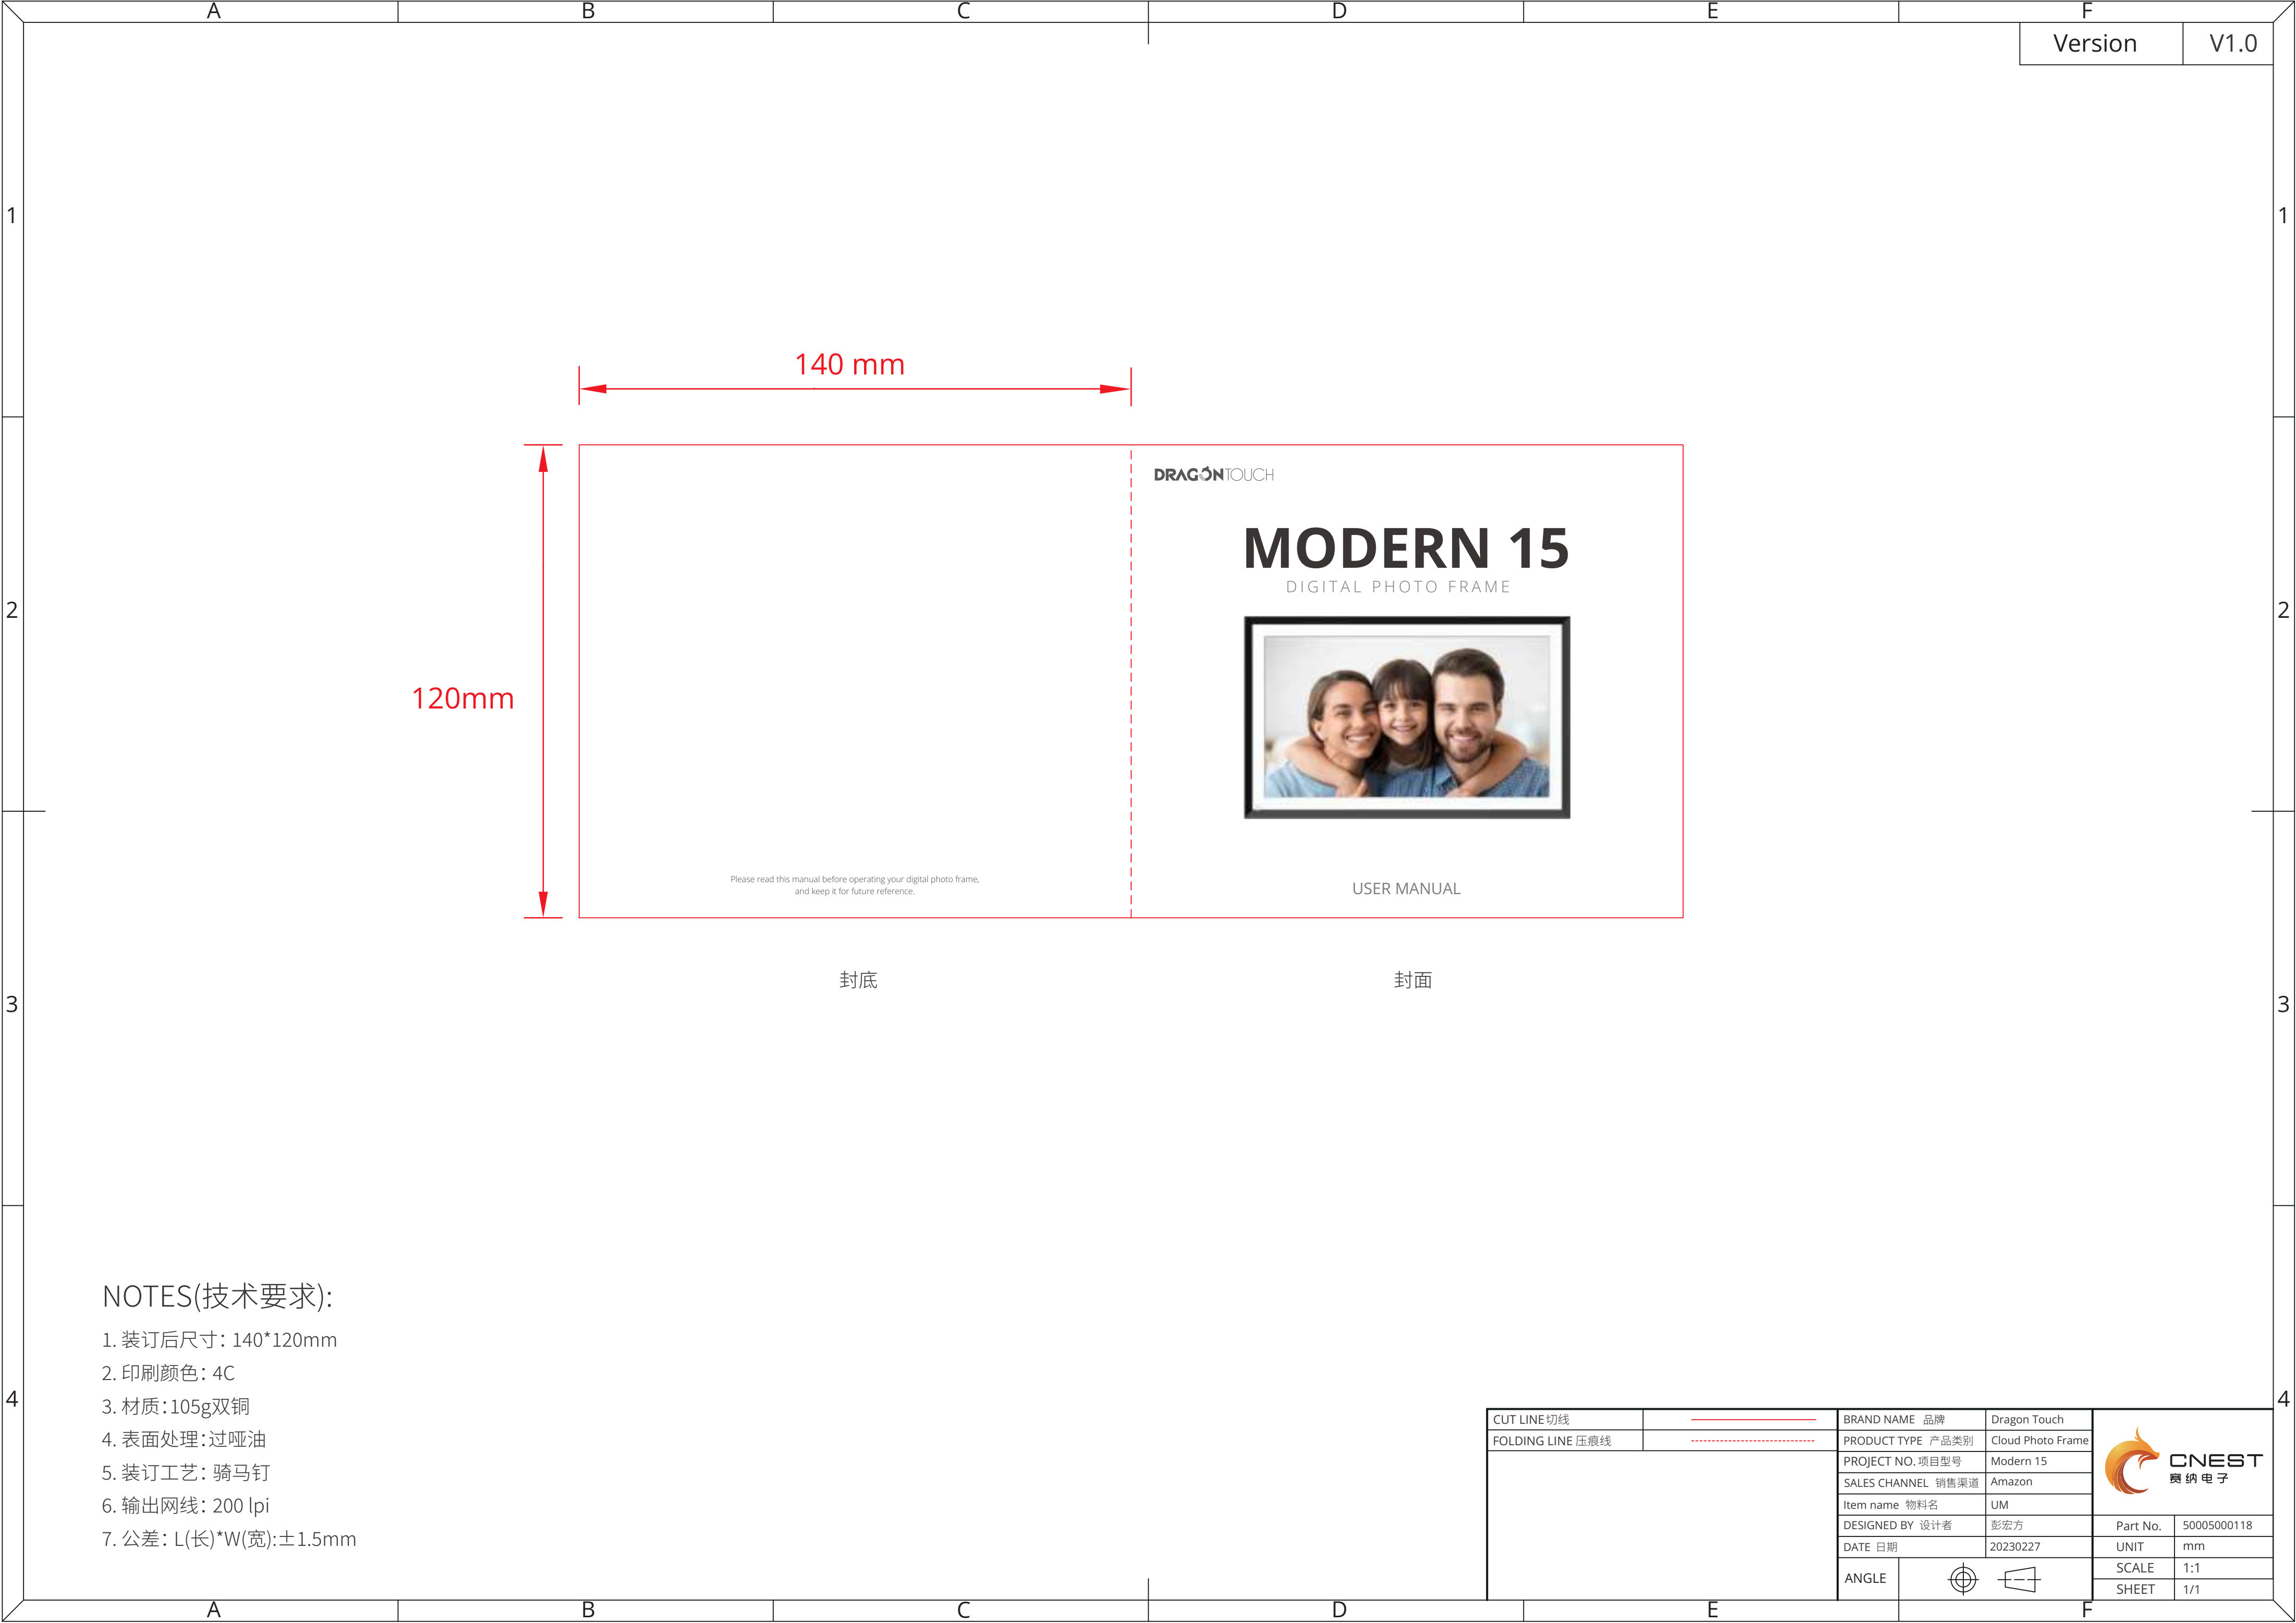 A B C D E F
Version V1.0
1 1
140 mm
2 2
120mm
DRAGONTOUCH
MODERN 15
DIGITAL PHOTO FRAME
Please read this manual before operating your digital photo frame,
and keep it for future reference.
USER MANUAL
封底 封面
3 3
NOTES(技术要求):
1. 装订后尺寸：140*120mm
2. 印刷颜色：4C
3. 材质：105g双铜
4. 表面处理：过哑油
5. 装订工艺：骑马钉
6. 输出网线：200 lpi
7. 公差：L(长)*W(宽):±1.5mm
4 4
CUT LINE切线
FOLDING LINE 压痕线
BRAND NAME 品牌 Dragon Touch
PRODUCT TYPE 产品类别 Cloud Photo Frame
PROJECT NO. 项目型号 Modern 15
SALES CHANNEL 销售渠道 Amazon
Item name 物料名 UM
DESIGNED BY 设计者 彭宏方
DATE 日期 20230227
ANGLE
CNEST
赛纳电子
Part No. 50005000118
UNIT mm
SCALE 1:1
SHEET 1/1
A B C D E F